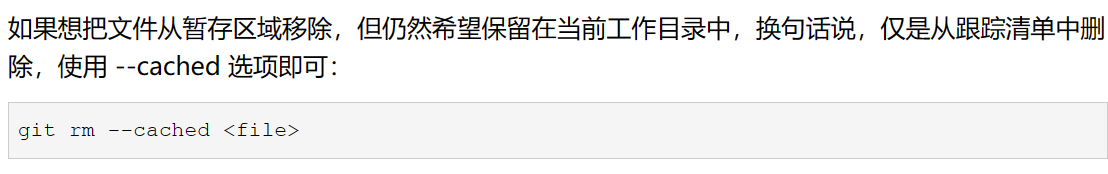 如果想把文件从暂存区域移除，但仍然希望保留在当前工作目录中，换句话说，仅是从跟踪清单中删
除，使用 --cached 选项即可：
git rm --cached <file>